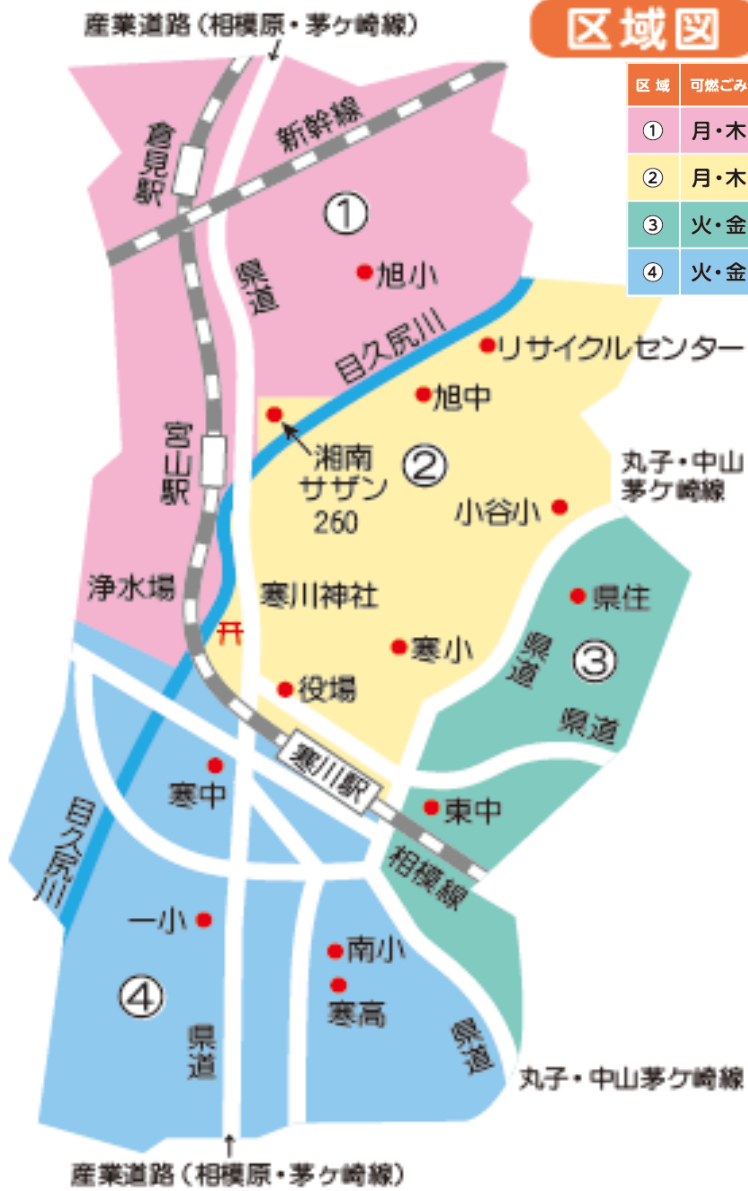 産業道路(相模原・茅ケ崎線)
↓
区域図
区域 可燃ごみ
① 月・木
② 月・木
③ 火・金
④ 火・金
新幹線
倉見駅
①
県道
旭小
目久尻川
リサイクルセンター
旭中
宮山駅
湘南
サザン
260
②
丸子・中山
茅ケ崎線
小谷小
浄水場
寒川神社
県住
県道
③
寒小
役場
県道
寒川駅
寒中
東中
目久尻川
相模線
一小
南小
④
寒高
県道
県道
丸子・中山茅ケ崎線
↑
産業道路(相模原・茅ケ崎線)